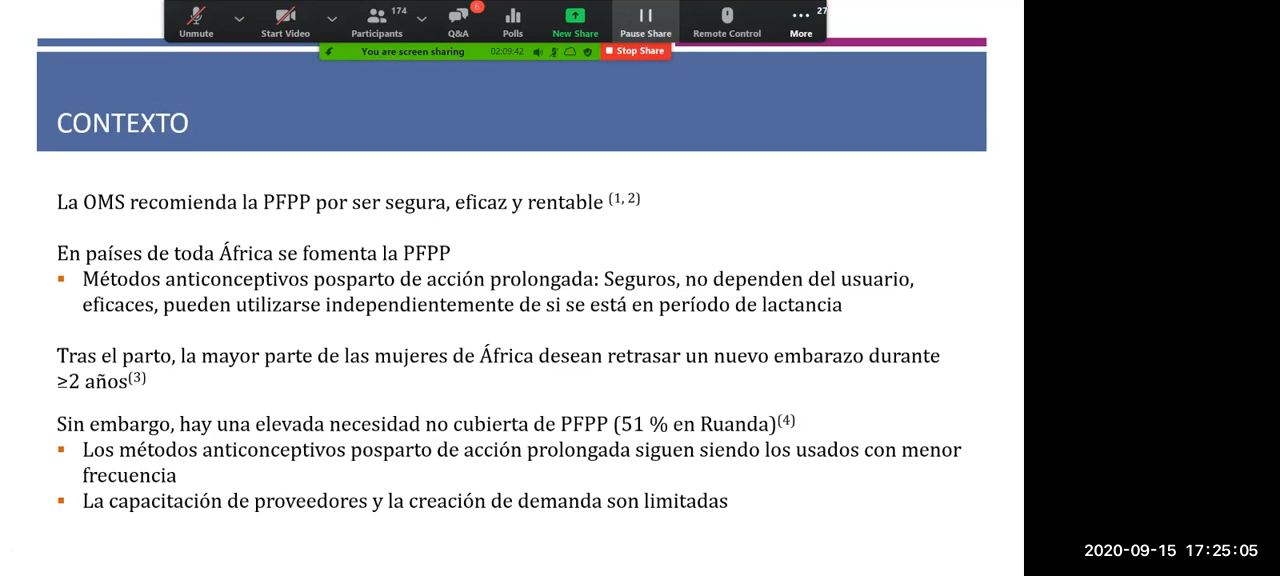 174
6
27
Unmute
Start Video
Participants
Q&A
Polls
New Share
Pause Share
Remote Control
More
You are screen sharing
02:09:42
Stop Share
CONTEXTO
La OMS recomienda la PFPP por ser segura, eficaz y rentable (1, 2)
En países de toda África se fomenta la PFPP
▪ Métodos anticonceptivos posparto de acción prolongada: Seguros, no dependen del usuario,
eficaces, pueden utilizarse independientemente de si se está en período de lactancia
Tras el parto, la mayor parte de las mujeres de África desean retrasar un nuevo embarazo durante
≥2 años(3)
Sin embargo, hay una elevada necesidad no cubierta de PFPP (51 % en Ruanda)(4)
▪ Los métodos anticonceptivos posparto de acción prolongada siguen siendo los usados con menor
frecuencia
▪ La capacitación de proveedores y la creación de demanda son limitadas
2020-09-15 17:25:05